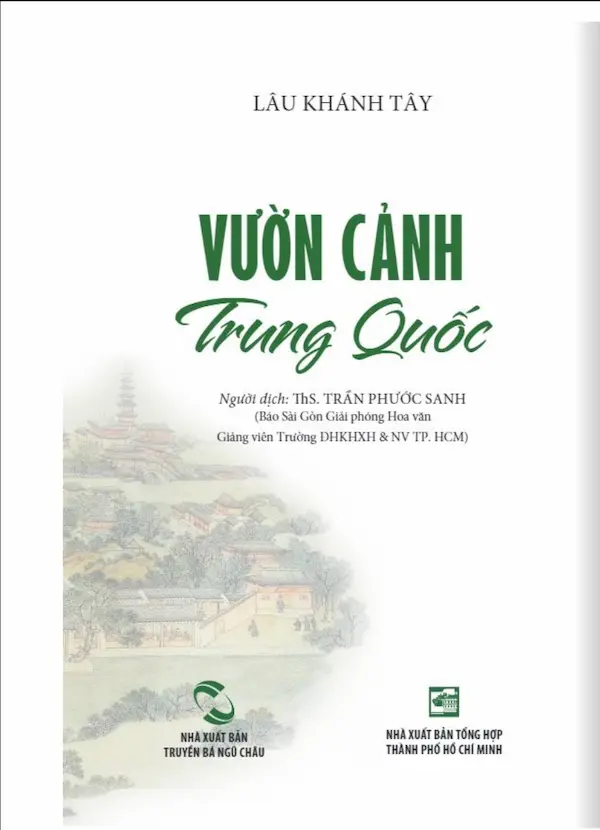 LÂU KHÁNH TÂY
VƯỜN CẢNH
Trung Quốc
Người dịch: ThS. TRẦN PHƯỚC SANH
(Báo Sài Gòn Giải phóng Hoa văn
Giảng viên Trường DHKHXH & NV TP. HCM)
NHÀ XUẤT BẢN
TRUYỀN BÁ NGŨ CHÂU
NHÀ XUẤT BẢN TỔNG HỢP
THÀNH PHỐ HỒ CHÍ MINH